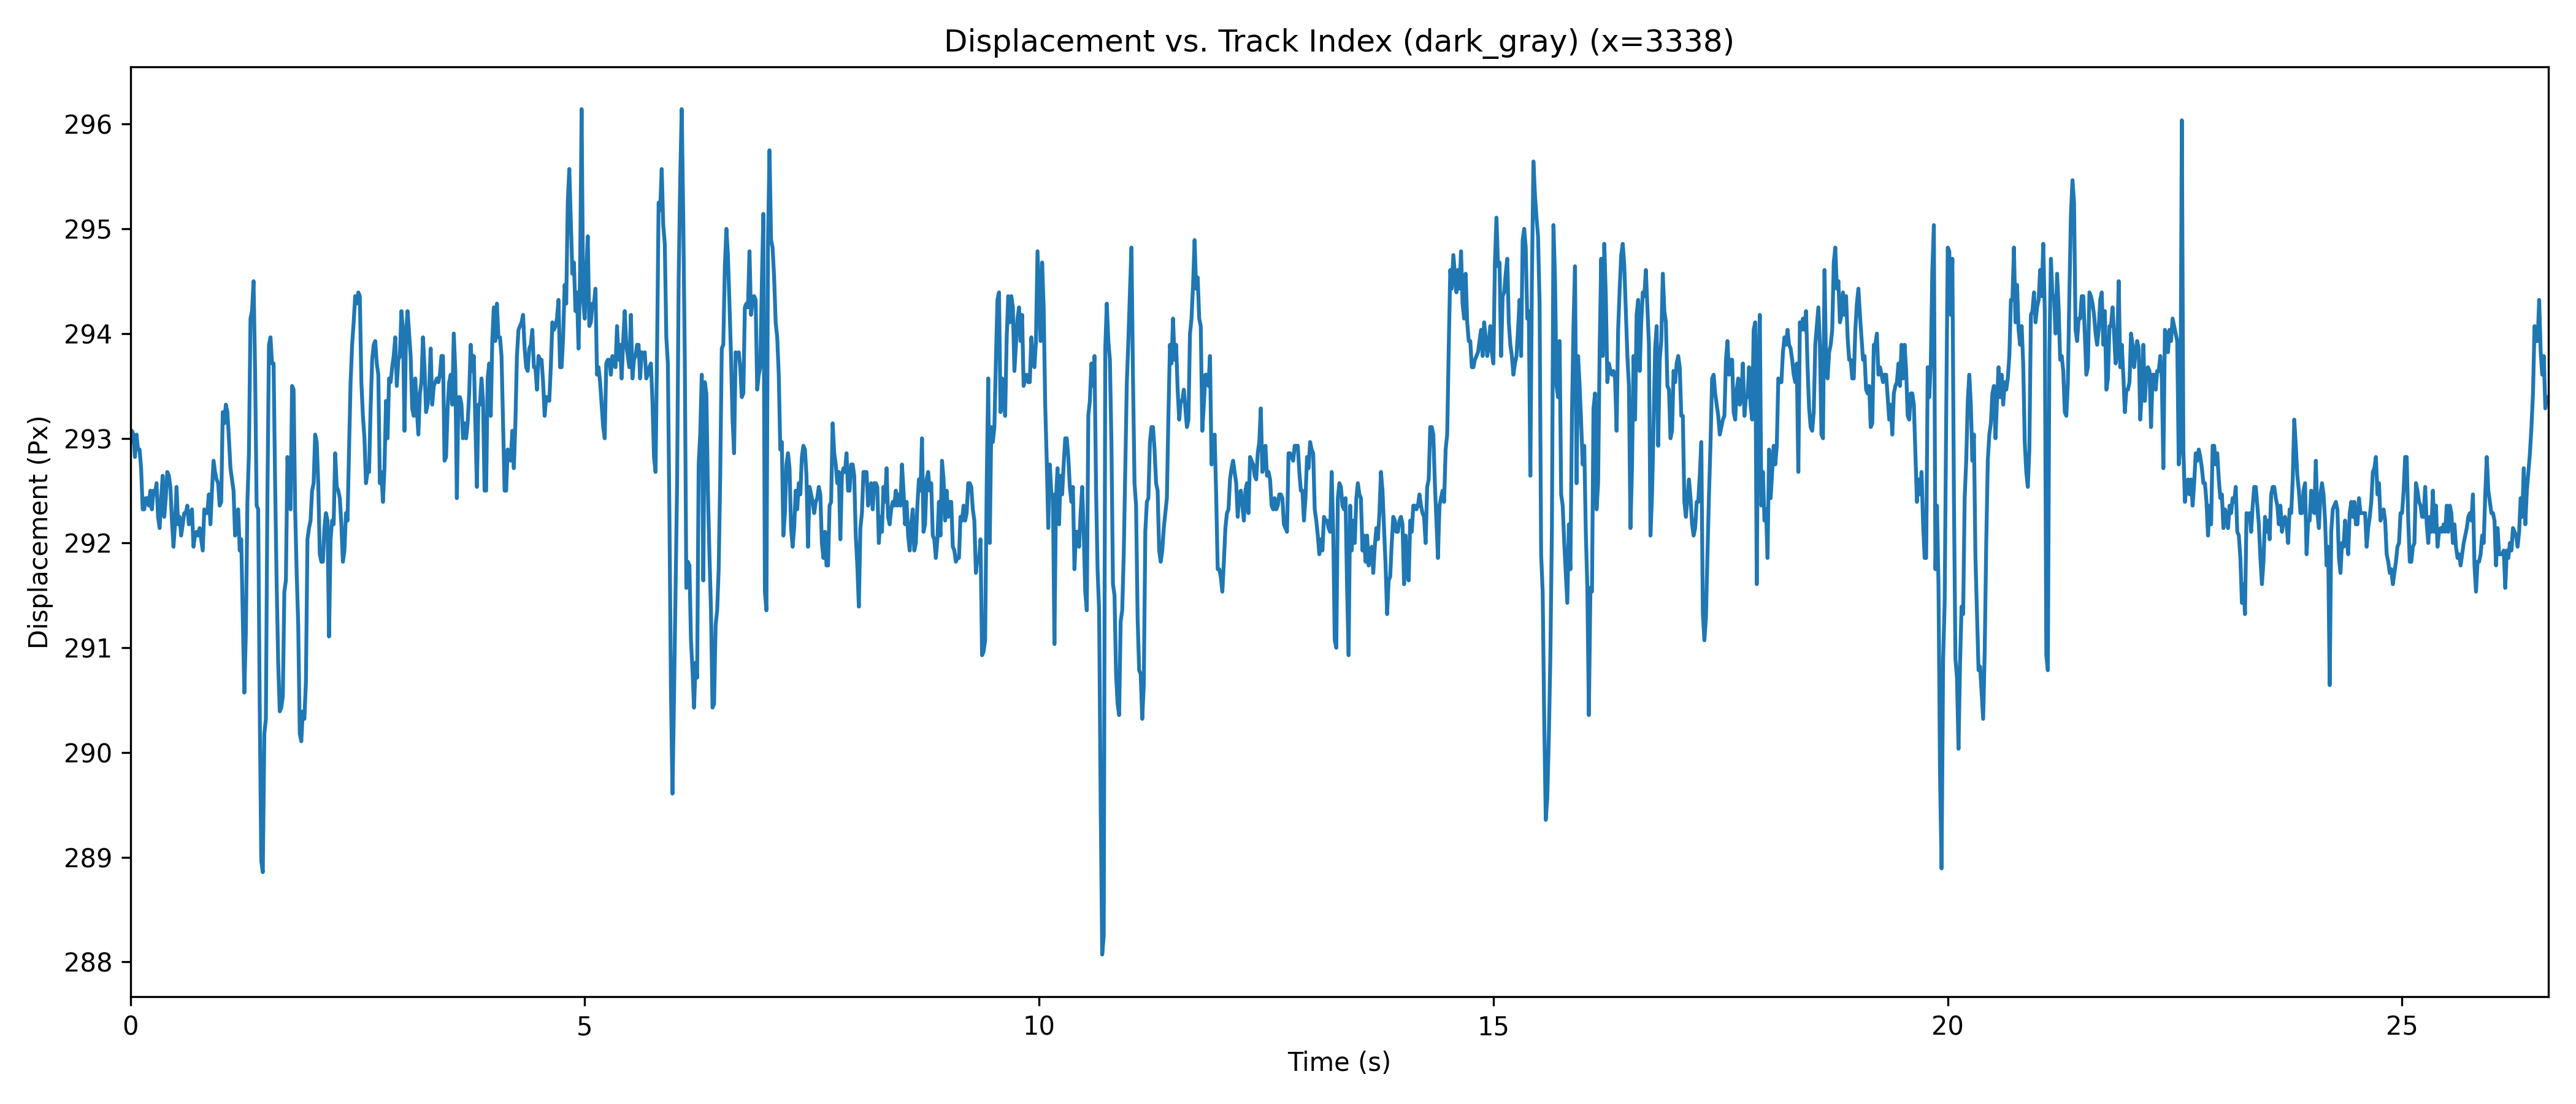 Displacement vs. Track Index (dark_gray) (x=3338)
Displacement (Px)
296
295
294
293
292
291
290
289
288
0 5 10 15 20 25
Time (s)